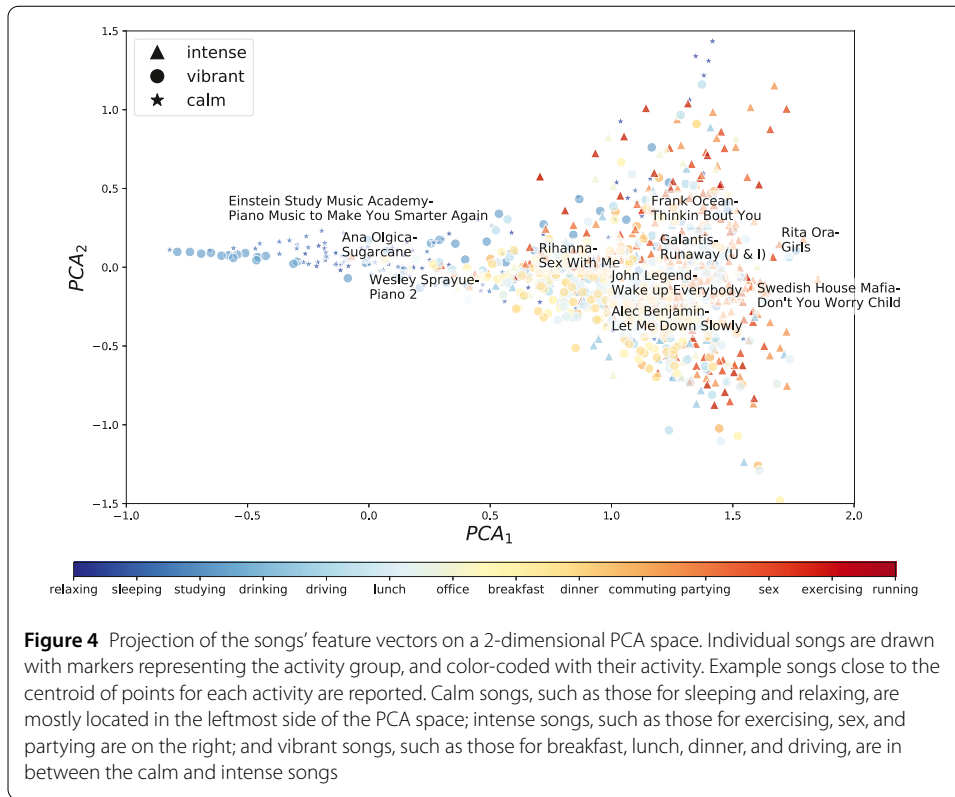 intense
vibrant
calm
1.5
1.0
0.5
0.0
−0.5
−1.0
−1.5
PCA2
Einstein Study Music Academy-
Piano Music to Make You Smarter Again
Ana Olgica-
Sugarcane
Wesley Sprayue-
Piano 2
Rihanna-
Sex With Me
Frank Ocean-
Thinkin Bout You
Galantis-
Runaway (U & I)
Rita Ora-
Girls
John Legend-
Wake up Everybody
Swedish House Mafia-
Don't You Worry Child
Alec Benjamin-
Let Me Down Slowly
−1.0 −0.5 0.0 0.5 1.0 1.5 2.0
PCA1
relaxing sleeping studying drinking driving lunch office breakfast dinner commuting partying sex exercising running
Figure 4 Projection of the songs' feature vectors on a 2-dimensional PCA space. Individual songs are drawn
with markers representing the activity group, and color-coded with their activity. Example songs close to the
centroid of points for each activity are reported. Calm songs, such as those for sleeping and relaxing, are
mostly located in the leftmost side of the PCA space; intense songs, such as those for exercising, sex, and
partying are on the right; and vibrant songs, such as those for breakfast, lunch, dinner, and driving, are in
between the calm and intense songs